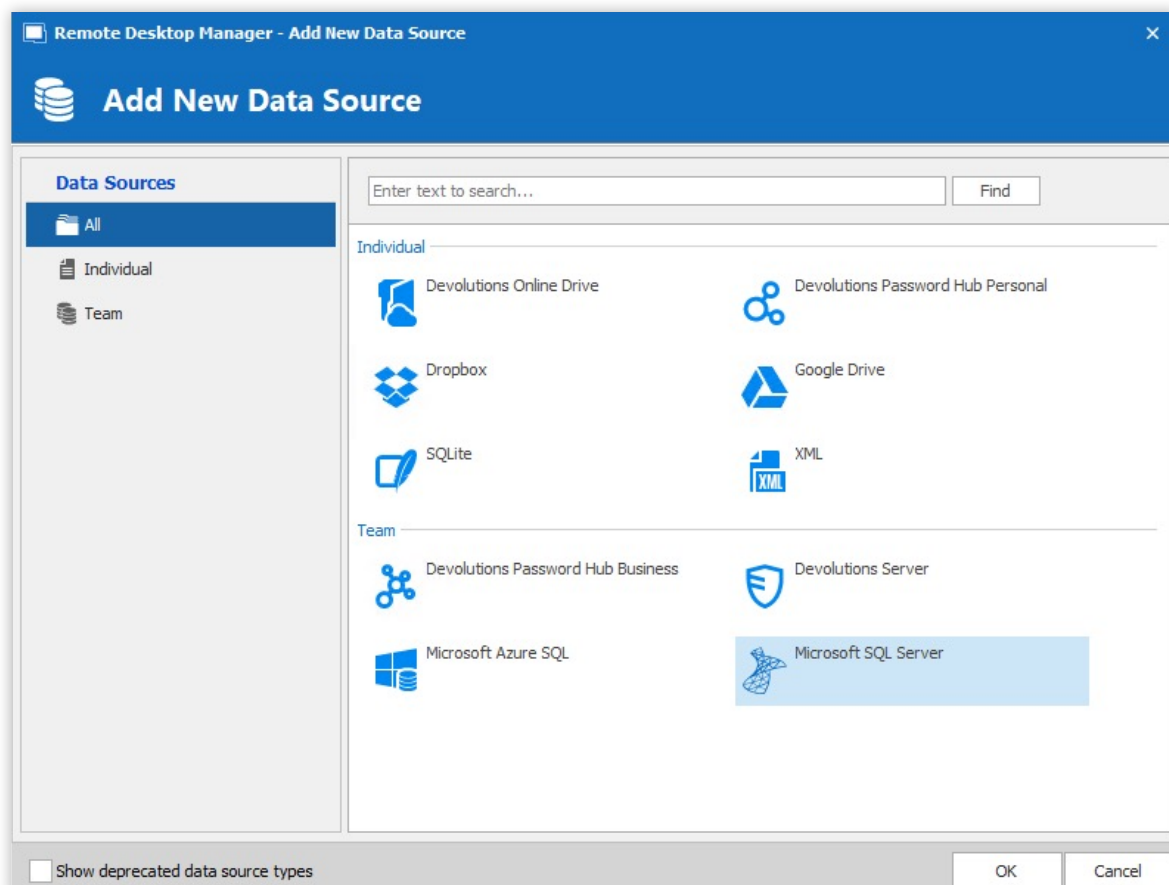 Remote Desktop Manager - Add New Data Source
Add New Data Source
Data Sources
All
Individual
Team
Enter text to search...
Find
Individual
Devolutions Online Drive
Devolutions Password Hub Personal
Dropbox
Google Drive
SQLite
XML
XML
Team
Devolutions Password Hub Business
Devolutions Server
Microsoft Azure SQL
Microsoft SQL Server
Show deprecated data source types
OK
Cancel